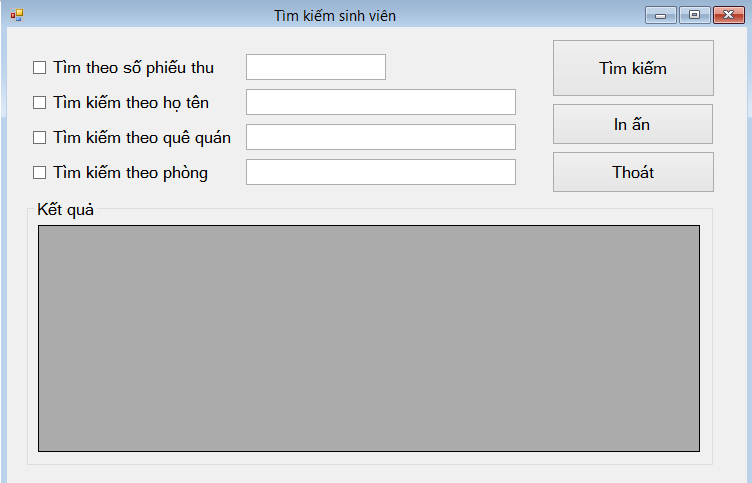 Tìm kiếm sinh viên
Tìm theo số phiếu thu
Tìm kiếm theo họ tên
Tìm kiếm theo quê quán
Tìm kiếm theo phòng
Tìm kiếm
In ấn
Thoát
Kết quả